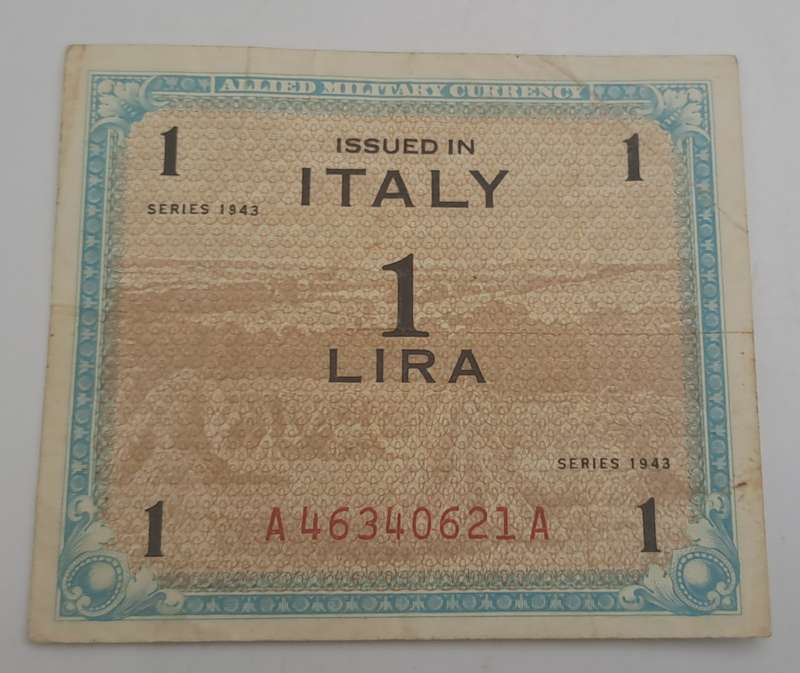 ALLIED MILITARY CURRENCY
1 ISSUED IN 1
ITALY
SERIES 1943
1
LIRA
SERIES 1943
1 A46340621A 1